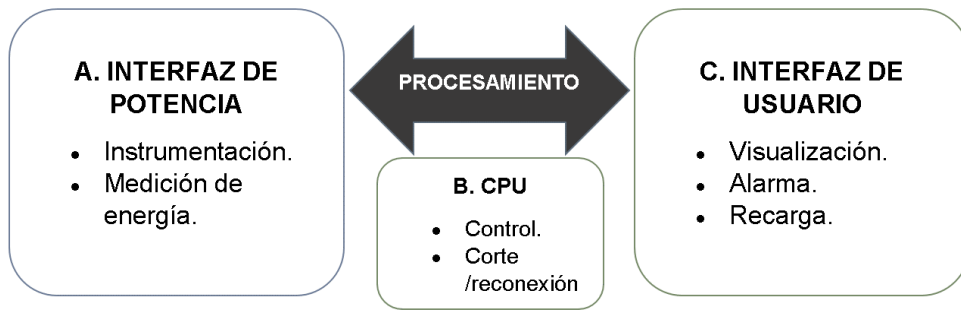 A. INTERFAZ DE
POTENCIA
• Instrumentación.
• Medición de
energía.
PROCESAMIENTO
B. CPU
• Control.
• Corte
/reconexión
C. INTERFAZ DE
USUARIO
• Visualización.
• Alarma.
• Recarga.